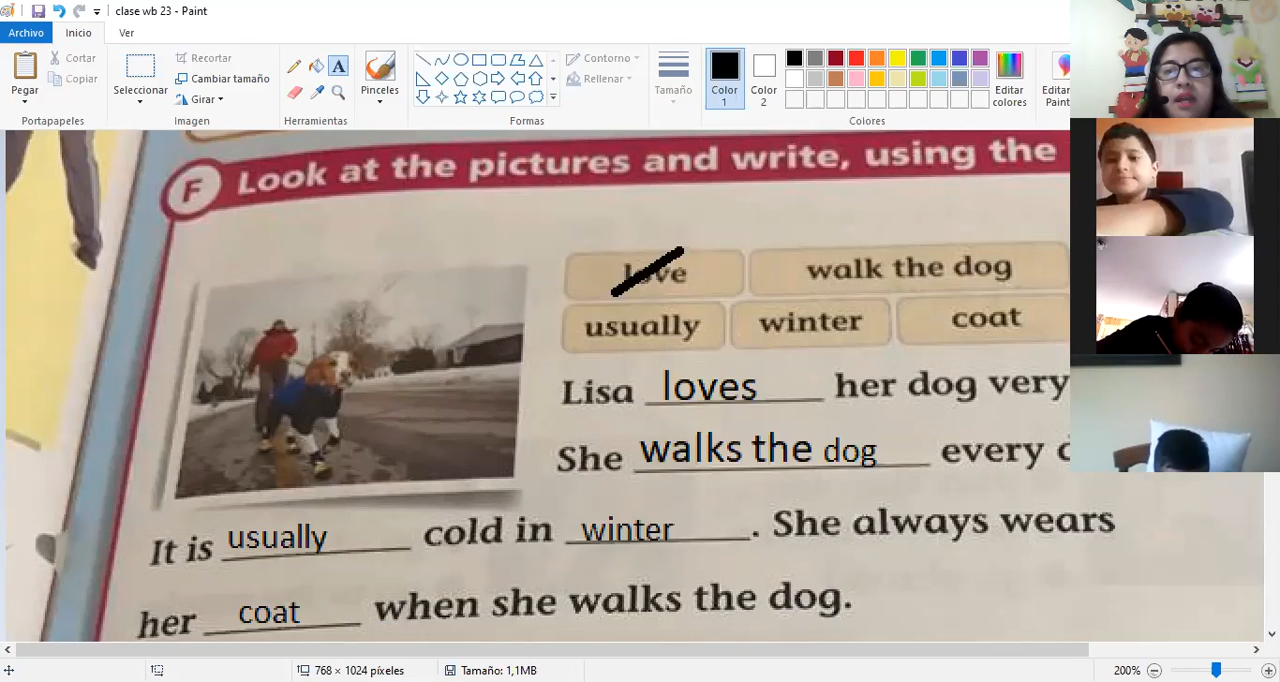 clase wb 23 - Paint
Archivo Inicio Ver
Pegar Cortar Copiar Portapapeles
Seleccionar Recortar Cambiar tamaño Girar Imagen
A Herramientas
Pinceles
Contorno Rellenar Formas
Tamaño
Color 1 Color 2 Editar colores Colores
Editar Paint
F Look at the pictures and write, using the
love walk the dog
usually winter coat
Lisa loves her dog very
She walks the dog every
It is usually cold in winter. She always wears
her coat when she walks the dog.
768 × 1024 píxeles Tamaño: 1,1MB 200%